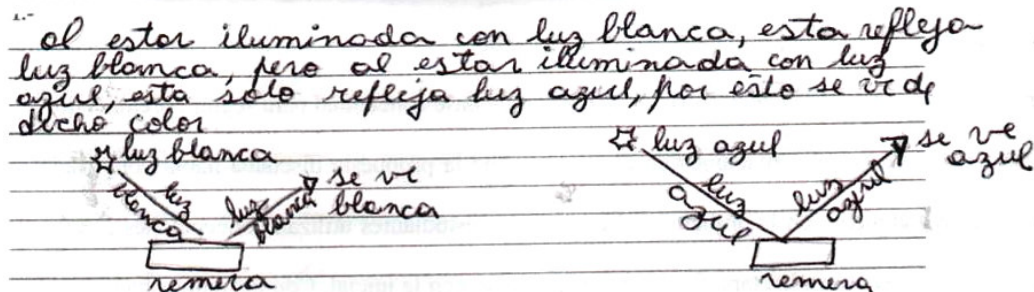 1.-
al estar iluminada con luz blanca, esta refleja
luz blanca, pero al estar iluminada con luz
azul, esta solo refleja luz azul, por esto se ve de
dicho color
luz blanca
luz blanca
luz blanca
se ve blanca
remera
luz azul
luz azul
luz azul
se ve azul
remera